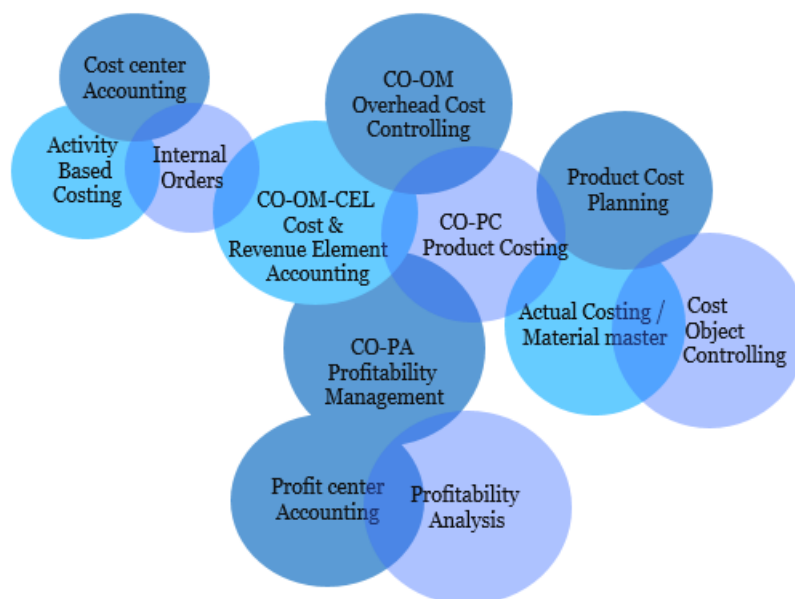 Cost center
Accounting
Activity
Based
Costing
Internal
Orders
CO-OM
Overhead Cost
Controlling
CO-OM-CEL
Cost &
Revenue Element
Accounting
CO-PC
Product Costing
Product Cost
Planning
Actual Costing /
Material master
Cost
Object
Controlling
CO-PA
Profitability
Management
Profit center
Accounting
Profitability
Analysis